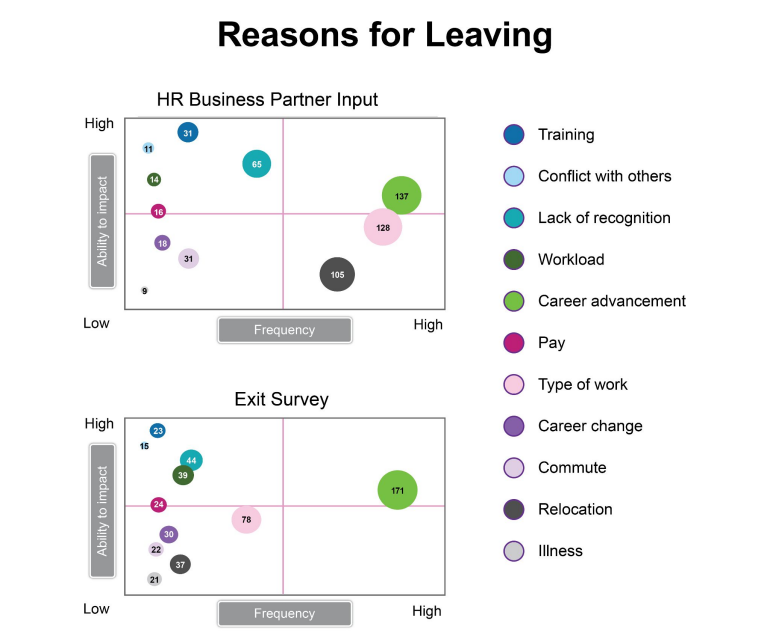 Reasons for Leaving
HR Business Partner Input
High
Ability to impact
Low
31
11
65
14
137
16
128
18
31
105
9
Frequency
High
Exit Survey
High
Ability to impact
Low
23
15
44
39
171
24
78
30
22
37
21
Frequency
High
Training
Conflict with others
Lack of recognition
Workload
Career advancement
Pay
Type of work
Career change
Commute
Relocation
Illness